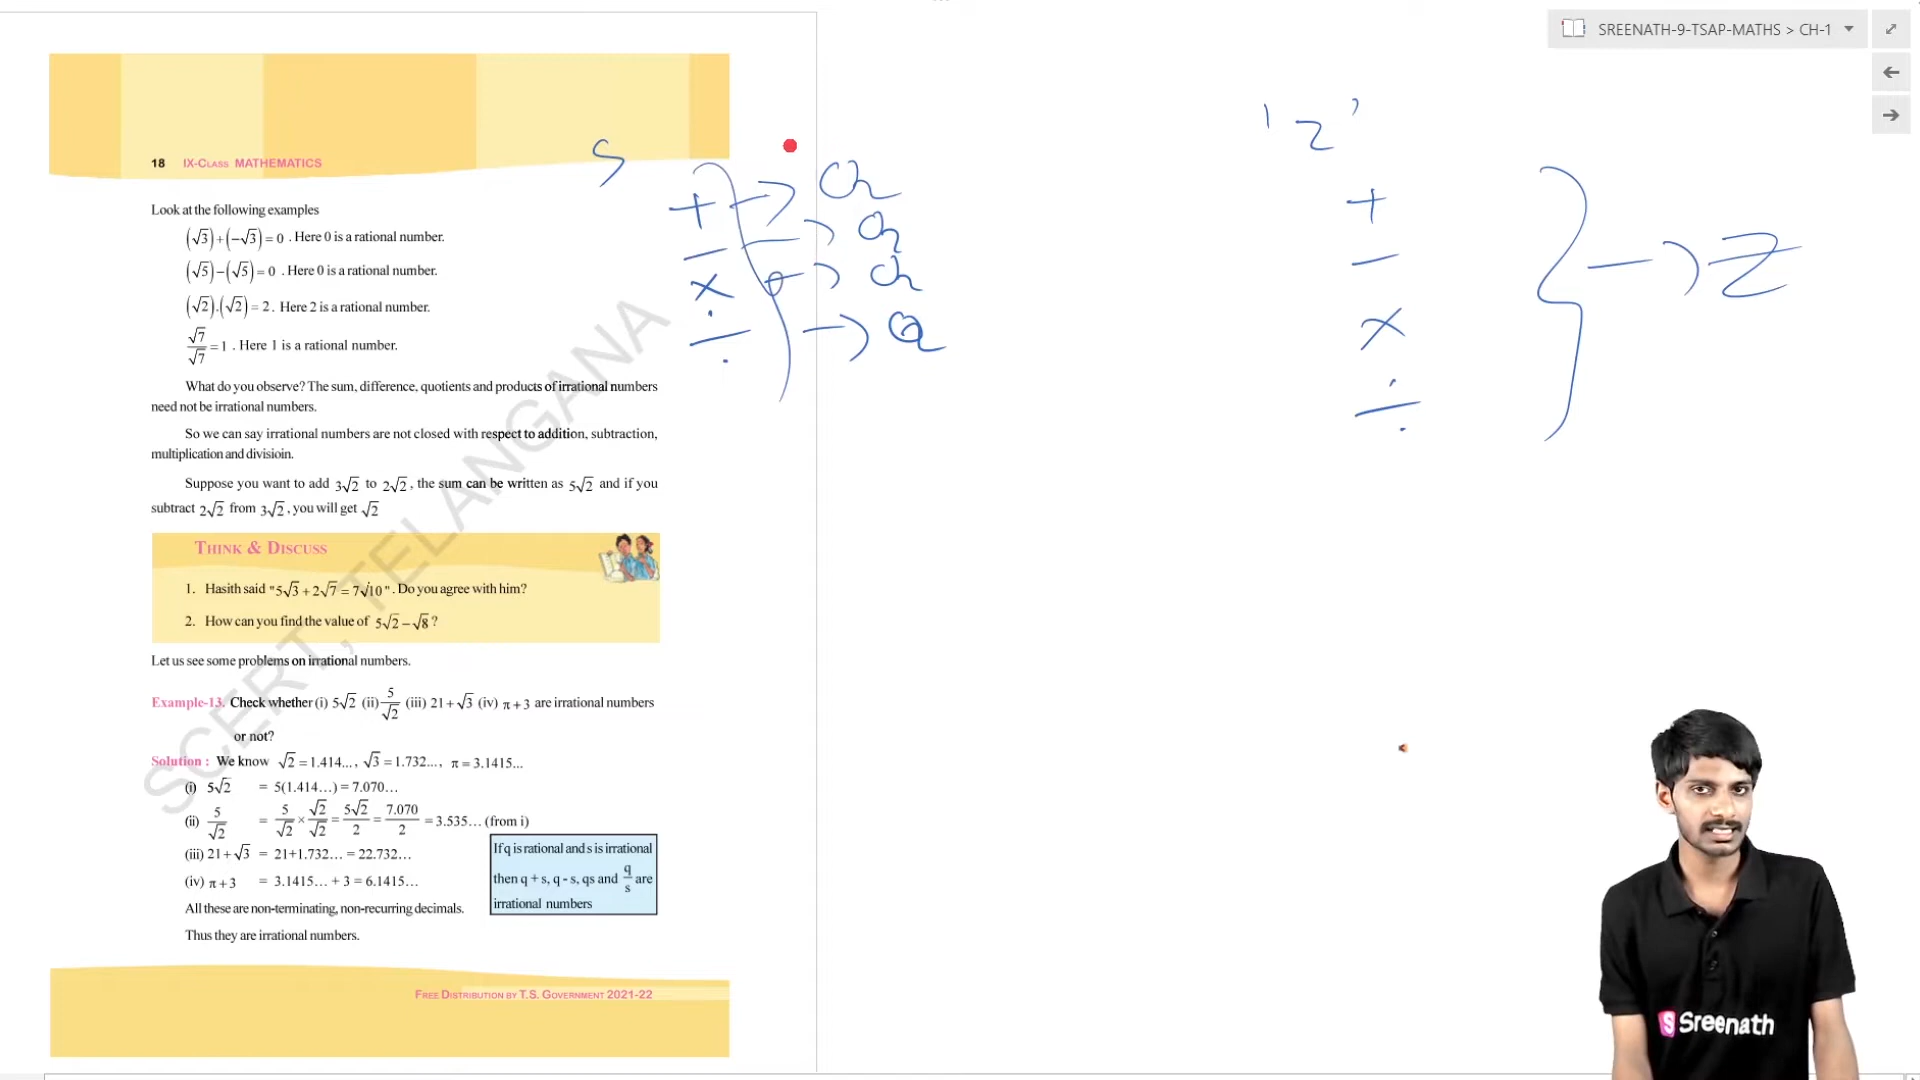 SREENATH-9-TSAP-MATHS > CH-1
18 IX-CLASS MATHEMATICS
Look at the following examples
(√3)+(−√3)=0 . Here 0 is a rational number.
(√5)−(√5)=0 . Here 0 is a rational number.
(√2).(√2)=2 . Here 2 is a rational number.
√7/√7=1 . Here 1 is a rational number.
What do you observe? The sum, difference, quotients and products of irrational numbers
need not be irrational numbers.
So we can say irrational numbers are not closed with respect to addition, subtraction,
multiplication and divisioin.
Suppose you want to add 3√2 to 2√2, the sum can be written as 5√2 and if you
subtract 2√2 from 3√2, you will get √2
THINK & DISCUSS
1. Hasith said "5√3+2√7=7√10". Do you agree with him?
2. How can you find the value of 5√2−√8?
Let us see some problems on irrational numbers.
Example-13. Check whether (i) 5√2 (ii) 5/√2 (iii) 21+√3 (iv) π+3 are irrational numbers
or not?
Solution : We know √2=1.414..., √3=1.732..., π=3.1415...
(i) 5√2 = 5(1.414…) = 7.070…
(ii) 5/√2 = 5/√2 × √2/√2 = 5√2/2 = 7.070/2 = 3.535… (from i)
(iii) 21+√3 = 21+1.732… = 22.732…
(iv) π+3 = 3.1415… + 3 = 6.1415…
All these are non-terminating, non-recurring decimals.
Thus they are irrational numbers.
If q is rational and s is irrational
then q + s, q - s, qs and q/s are
irrational numbers
FREE DISTRIBUTION BY T.S. GOVERNMENT 2021-22
SCERT, TELANGANA
S
+ →
− →
× →
÷ → Q
'z'
+
−
×
÷
→ Z
Sreenath